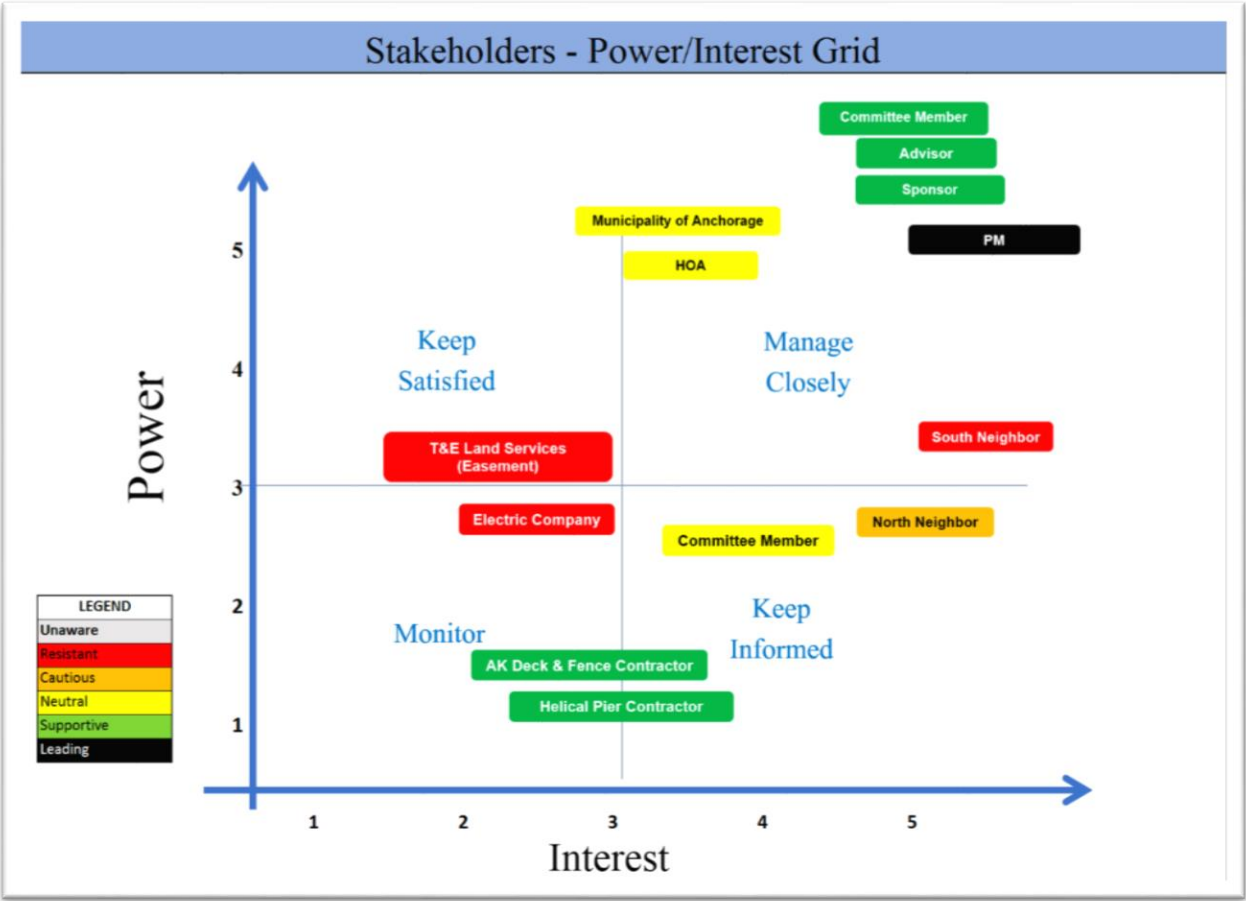 Stakeholders - Power/Interest Grid
Committee Member
Advisor
Sponsor
Municipality of Anchorage
PM
5
HOA
Keep
Satisfied
Manage
Closely
4
Power
South Neighbor
T&E Land Services
(Easement)
3
Electric Company
North Neighbor
Committee Member
2
Keep
Informed
Monitor
AK Deck & Fence Contractor
Helical Pier Contractor
1
LEGEND
Unaware
Resistant
Cautious
Neutral
Supportive
Leading
1 2 3 4 5
Interest